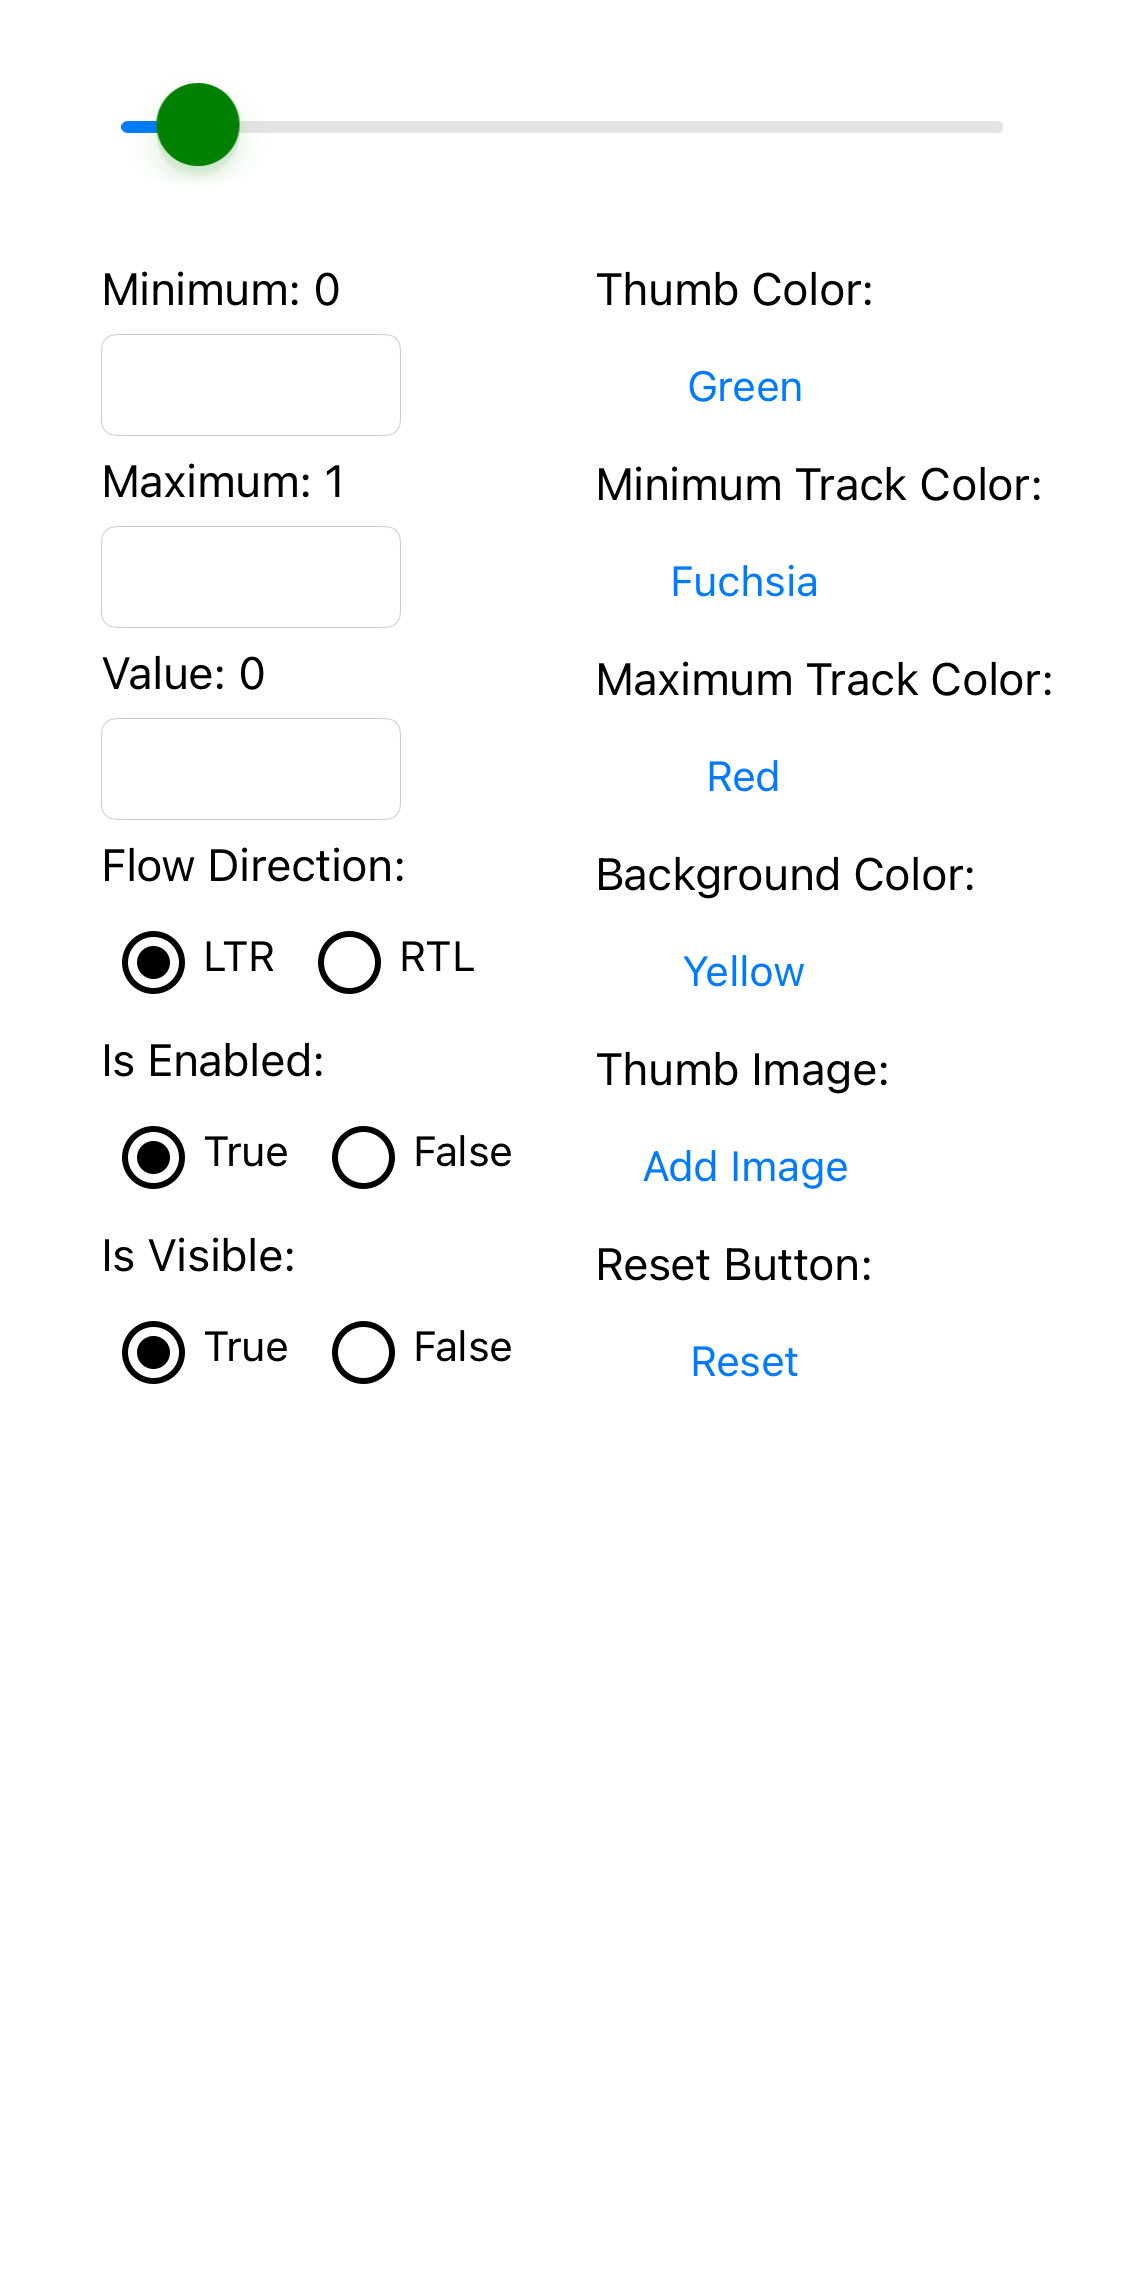 Minimum: 0
Maximum: 1
Value: 0
Flow Direction:
LTR RTL
Is Enabled:
True False
Is Visible:
True False
Thumb Color:
Green
Minimum Track Color:
Fuchsia
Maximum Track Color:
Red
Background Color:
Yellow
Thumb Image:
Add Image
Reset Button:
Reset